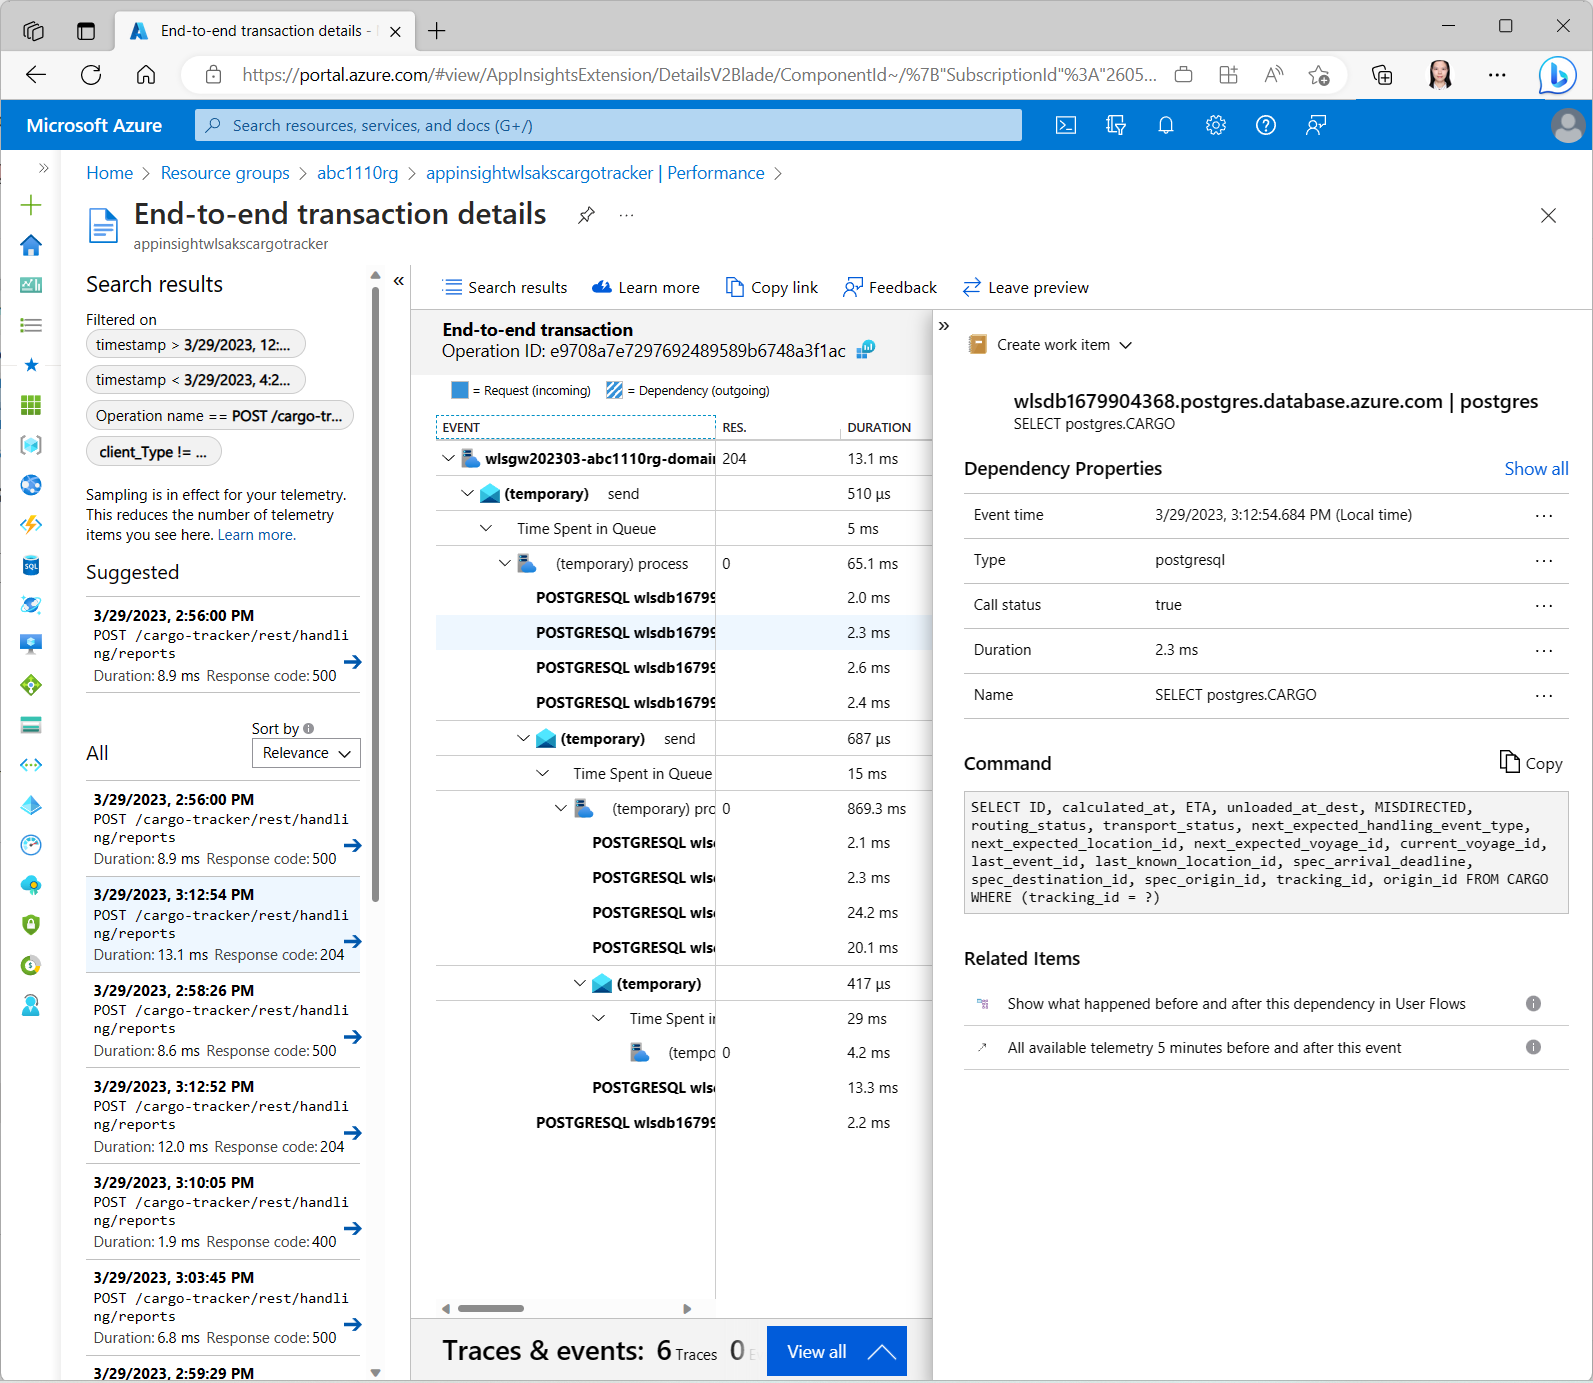 End-to-end transaction details -
https://portal.azure.com/#view/AppInsightsExtension/DetailsV2Blade/ComponentId~/%7B"SubscriptionId"%3A"2605...
Microsoft Azure
Search resources, services, and docs (G+/)
Home > Resource groups > abc1110rg > appinsightwlsakscargotracker | Performance >
End-to-end transaction details
appinsightwlsakscargotracker
Search results
Filtered on
timestamp > 3/29/2023, 12:...
timestamp < 3/29/2023, 4:2...
Operation name == POST /cargo-tr...
client_Type != ...
Sampling is in effect for your telemetry.
This reduces the number of telemetry
items you see here. Learn more.
Suggested
3/29/2023, 2:56:00 PM
POST /cargo-tracker/rest/handli
ng/reports
Duration: 8.9 ms Response code: 500
Sort by
All
Relevance
3/29/2023, 2:56:00 PM
POST /cargo-tracker/rest/handli
ng/reports
Duration: 8.9 ms Response code: 500
3/29/2023, 3:12:54 PM
POST /cargo-tracker/rest/handli
ng/reports
Duration: 13.1 ms Response code: 204
3/29/2023, 2:58:26 PM
POST /cargo-tracker/rest/handli
ng/reports
Duration: 8.6 ms Response code: 500
3/29/2023, 3:12:52 PM
POST /cargo-tracker/rest/handli
ng/reports
Duration: 12.0 ms Response code: 204
3/29/2023, 3:10:05 PM
POST /cargo-tracker/rest/handli
ng/reports
Duration: 1.9 ms Response code: 400
3/29/2023, 3:03:45 PM
POST /cargo-tracker/rest/handli
ng/reports
Duration: 6.8 ms Response code: 500
3/29/2023, 2:59:29 PM
Search results Learn more Copy link Feedback Leave preview
End-to-end transaction
Operation ID: e9708a7e7297692489589b6748a3f1ac
= Request (incoming) = Dependency (outgoing)
EVENT RES. DURATION
wlsgw202303-abc1110rg-domain 204 13.1 ms
(temporary) send 510 µs
Time Spent in Queue 5 ms
(temporary) process 0 65.1 ms
POSTGRESQL wlsdb16799 2.0 ms
POSTGRESQL wlsdb16799 2.3 ms
POSTGRESQL wlsdb16799 2.6 ms
POSTGRESQL wlsdb16799 2.4 ms
(temporary) send 687 µs
Time Spent in Queue 15 ms
(temporary) prc 0 869.3 ms
POSTGRESQL wls 2.1 ms
POSTGRESQL wls 2.3 ms
POSTGRESQL wls 24.2 ms
POSTGRESQL wls 20.1 ms
(temporary) 417 µs
Time Spent i 29 ms
(tempo 0 4.2 ms
POSTGRESQL wls 13.3 ms
POSTGRESQL wlsdb16799 2.2 ms
Traces & events: 6 Traces 0
View all
Create work item
wlsdb1679904368.postgres.database.azure.com | postgres
SELECT postgres.CARGO
Dependency Properties Show all
Event time 3/29/2023, 3:12:54.684 PM (Local time) ...
Type postgresql ...
Call status true ...
Duration 2.3 ms ...
Name SELECT postgres.CARGO ...
Command Copy
SELECT ID, calculated_at, ETA, unloaded_at_dest, MISDIRECTED,
routing_status, transport_status, next_expected_handling_event_type,
next_expected_location_id, next_expected_voyage_id, current_voyage_id,
last_event_id, last_known_location_id, spec_arrival_deadline,
spec_destination_id, spec_origin_id, tracking_id, origin_id FROM CARGO
WHERE (tracking_id = ?)
Related Items
Show what happened before and after this dependency in User Flows
All available telemetry 5 minutes before and after this event